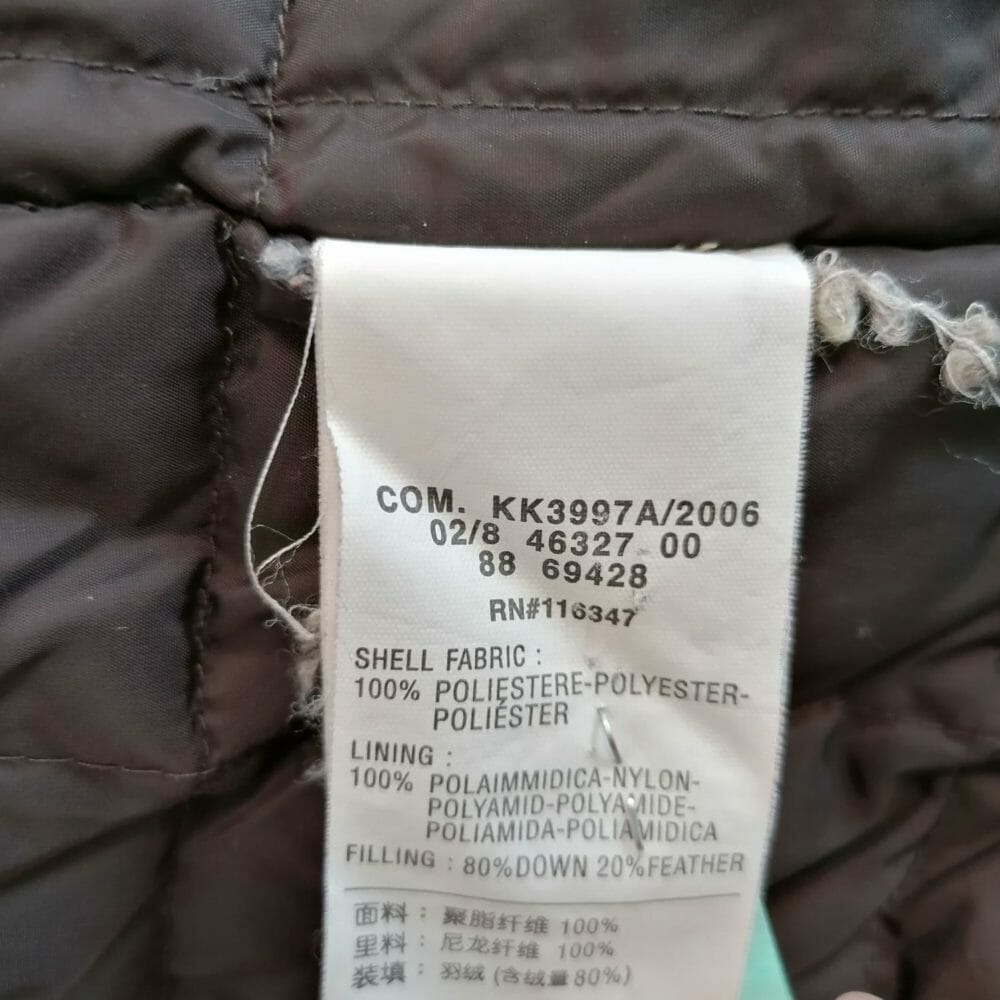 COM. KK3997A/2006
02/8 46327 00
88 69428
RN#116347
SHELL FABRIC :
100% POLIESTERE-POLYESTER-
POLIÉSTER
LINING :
100% POLAIMMIDICA-NYLON-
POLYAMID-POLYAMIDE-
POLIAMIDA-POLIAMIDICA
FILLING : 80%DOWN 20%FEATHER
面料 : 聚脂纤维 100%
里料 : 尼龙纤维 100%
装填 : 羽绒 (含绒量80%)